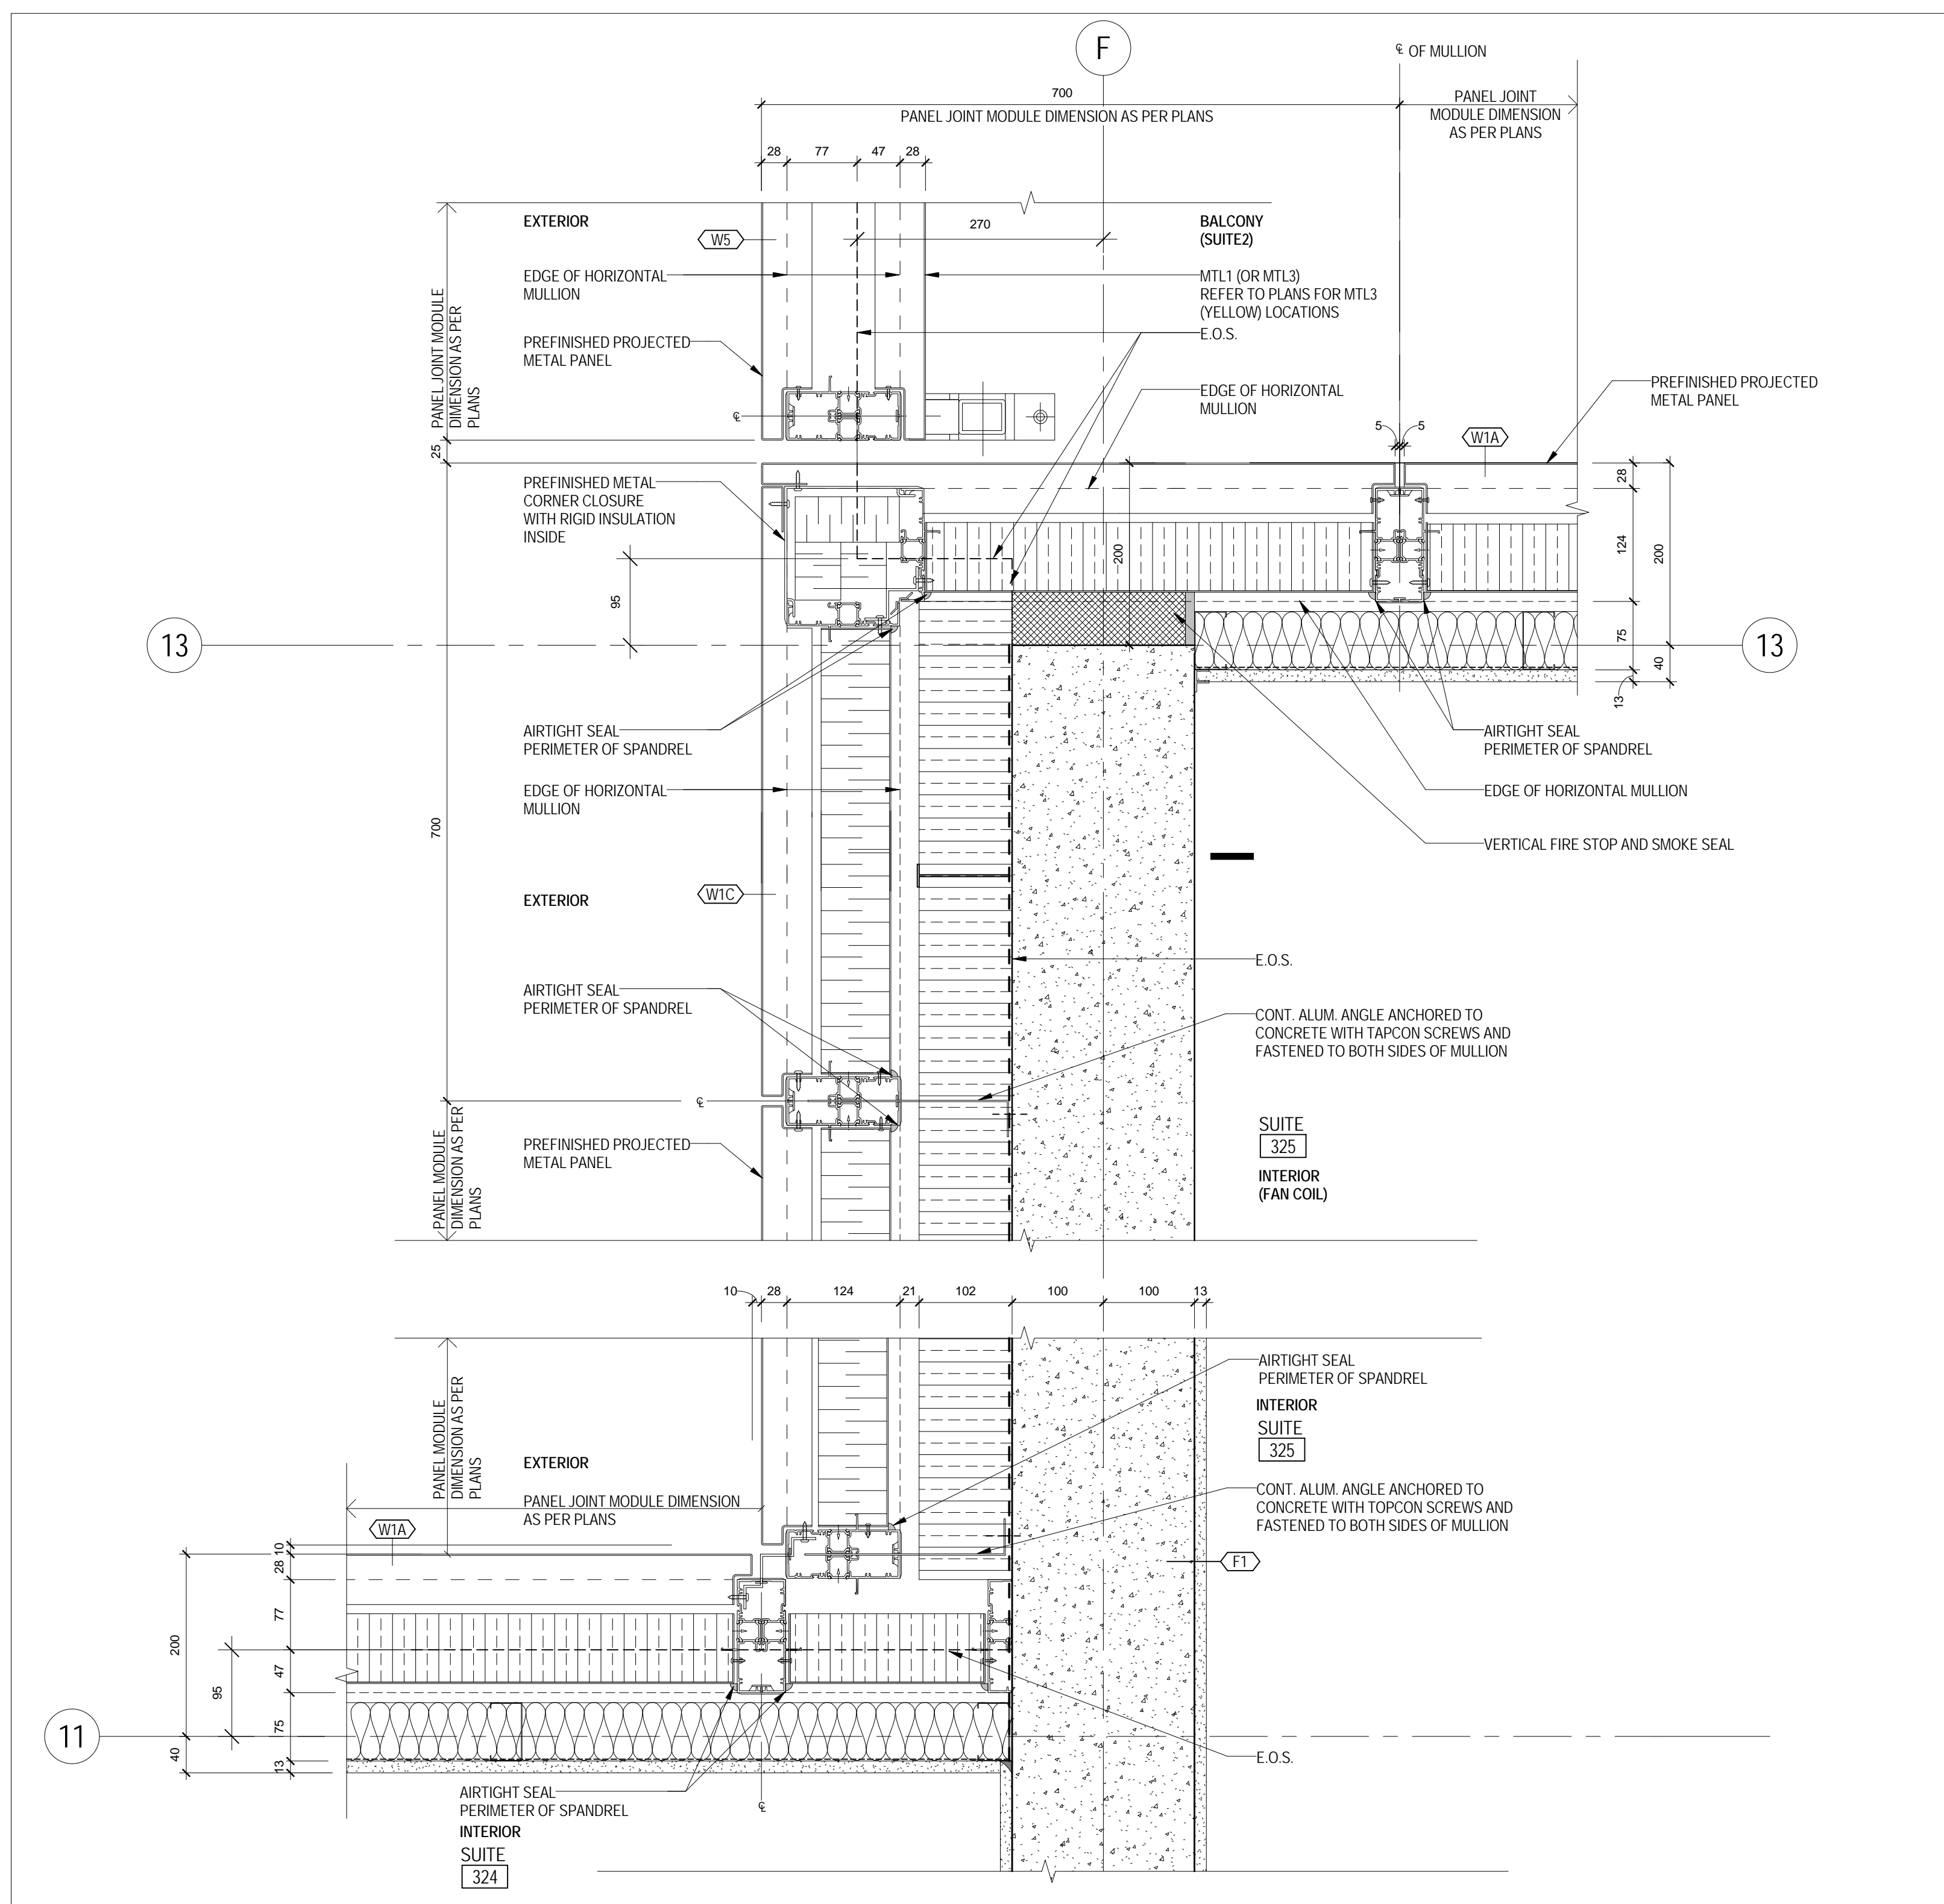 F
℄ OF MULLION
700
PANEL JOINT MODULE DIMENSION AS PER PLANS
PANEL JOINT
MODULE DIMENSION
AS PER PLANS
28
77
47
28
EXTERIOR
W5
270
BALCONY
(SUITE2)
EDGE OF HORIZONTAL
MULLION
MTL1 (OR MTL3)
REFER TO PLANS FOR MTL3
(YELLOW) LOCATIONS
E.O.S.
PANEL JOINT MODULE
DIMENSION AS PER
PLANS
PREFINISHED PROJECTED
METAL PANEL
EDGE OF HORIZONTAL
MULLION
PREFINISHED PROJECTED
METAL PANEL
℄
5
5
W1A
25
PREFINISHED METAL
CORNER CLOSURE
WITH RIGID INSULATION
INSIDE
28
124
200
200
95
75
40
13
13
13
AIRTIGHT SEAL
PERIMETER OF SPANDREL
AIRTIGHT SEAL
PERIMETER OF SPANDREL
EDGE OF HORIZONTAL
MULLION
EDGE OF HORIZONTAL MULLION
700
VERTICAL FIRE STOP AND SMOKE SEAL
EXTERIOR
W1C
E.O.S.
AIRTIGHT SEAL
PERIMETER OF SPANDREL
CONT. ALUM. ANGLE ANCHORED TO
CONCRETE WITH TAPCON SCREWS AND
FASTENED TO BOTH SIDES OF MULLION
℄
PANEL MODULE
DIMENSION AS PER
PLANS
PREFINISHED PROJECTED
METAL PANEL
SUITE
325
INTERIOR
(FAN COIL)
10
28
124
21
102
100
100
13
AIRTIGHT SEAL
PERIMETER OF SPANDREL
INTERIOR
SUITE
325
PANEL MODULE
DIMENSION AS PER
PLANS
EXTERIOR
PANEL JOINT MODULE DIMENSION
AS PER PLANS
W1A
CONT. ALUM. ANGLE ANCHORED TO
CONCRETE WITH TOPCON SCREWS AND
FASTENED TO BOTH SIDES OF MULLION
F1
10
28
77
200
47
95
75
40
13
11
E.O.S.
AIRTIGHT SEAL
PERIMETER OF SPANDREL
℄
INTERIOR
SUITE
324